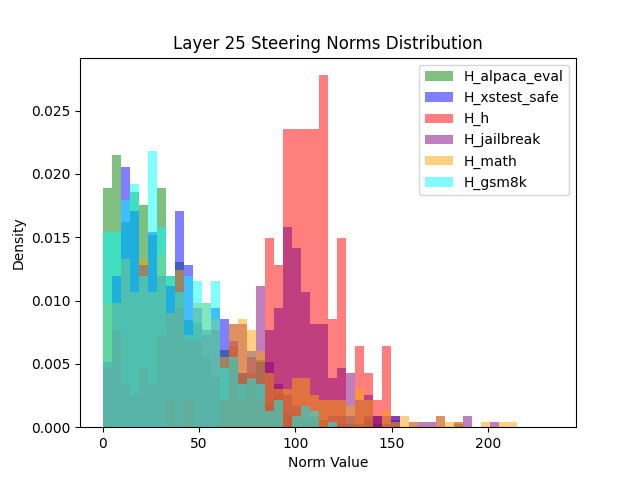 Layer 25 Steering Norms Distribution
H_alpaca_eval
H_xstest_safe
H_h
H_jailbreak
H_math
H_gsm8k
0.025
0.020
0.015
0.010
0.005
0.000
Density
0 50 100 150 200
Norm Value